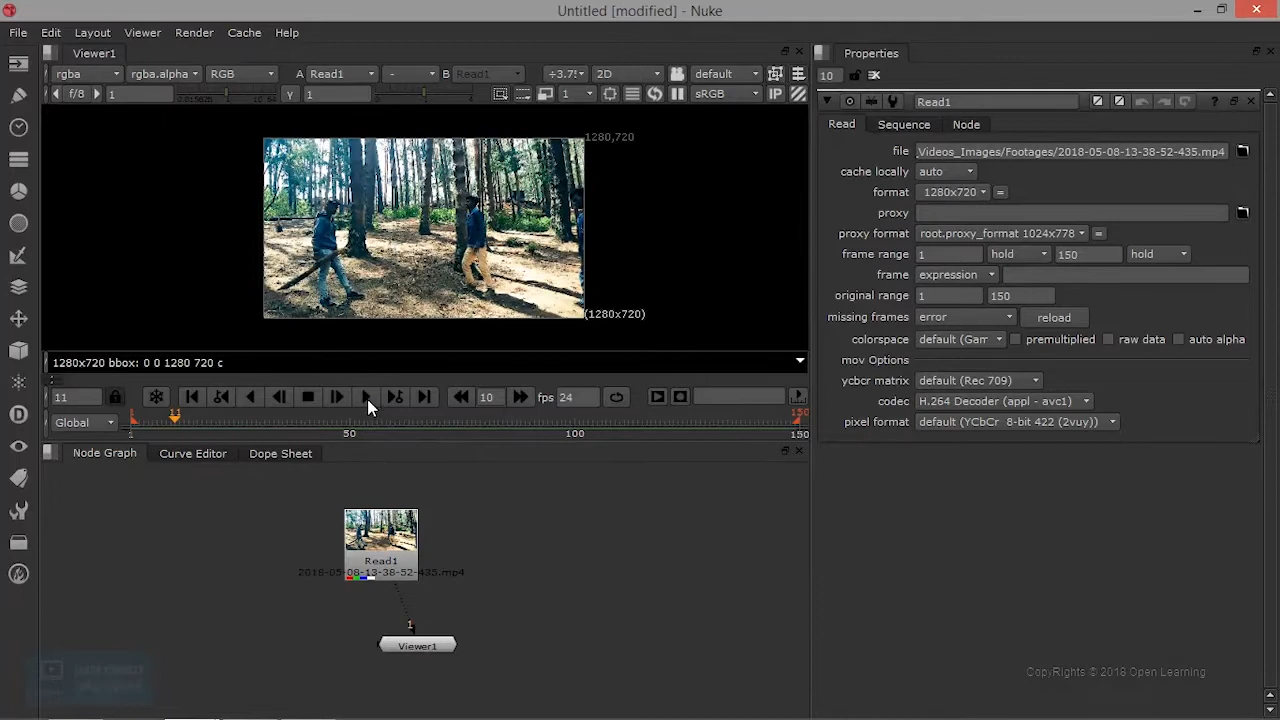 Untitled [modified] - Nuke
File Edit Layout Viewer Render Cache Help
Viewer1
rgba rgba.alpha RGB A Read1 - B Read1 ÷3.7 2D default
f/8 1 γ 1 1 sRGB IP
1280,720
(1280x720)
1280x720 bbox: 0 0 1280 720 c
11 10 fps 24
Global 1 11 50 100 150 150
Node Graph Curve Editor Dope Sheet
Read1
2018-05-08-13-38-52-435.mp4
1
Viewer1
Properties
10
Read1 ?
Read Sequence Node
file Videos_Images/Footages/2018-05-08-13-38-52-435.mp4
cache locally auto
format 1280x720 =
proxy
proxy format root.proxy_format 1024x778 =
frame range 1 hold 150 hold
frame expression
original range 1 150
missing frames error reload
colorspace default (Gam premultiplied raw data auto alpha
mov Options
ycbcr matrix default (Rec 709)
codec H.264 Decoder (appl - avc1)
pixel format default (YCbCr 8-bit 422 (2vuy))
CopyRights © 2018 Open Learning